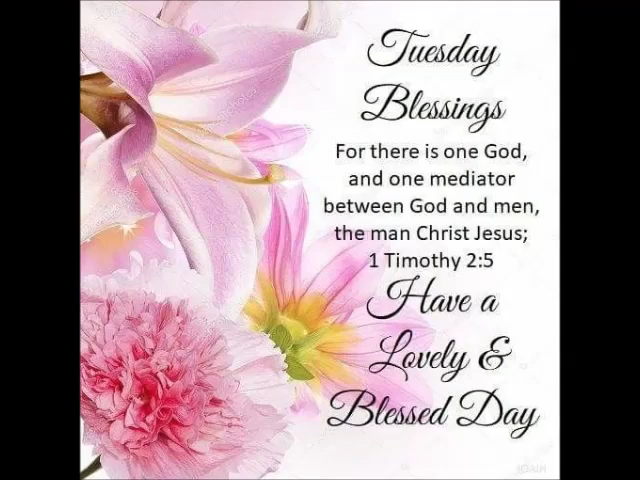 Tuesday
Blessings
For there is one God,
and one mediator
between God and men,
the man Christ Jesus;
1 Timothy 2:5
Have a
Lovely &
Blessed Day